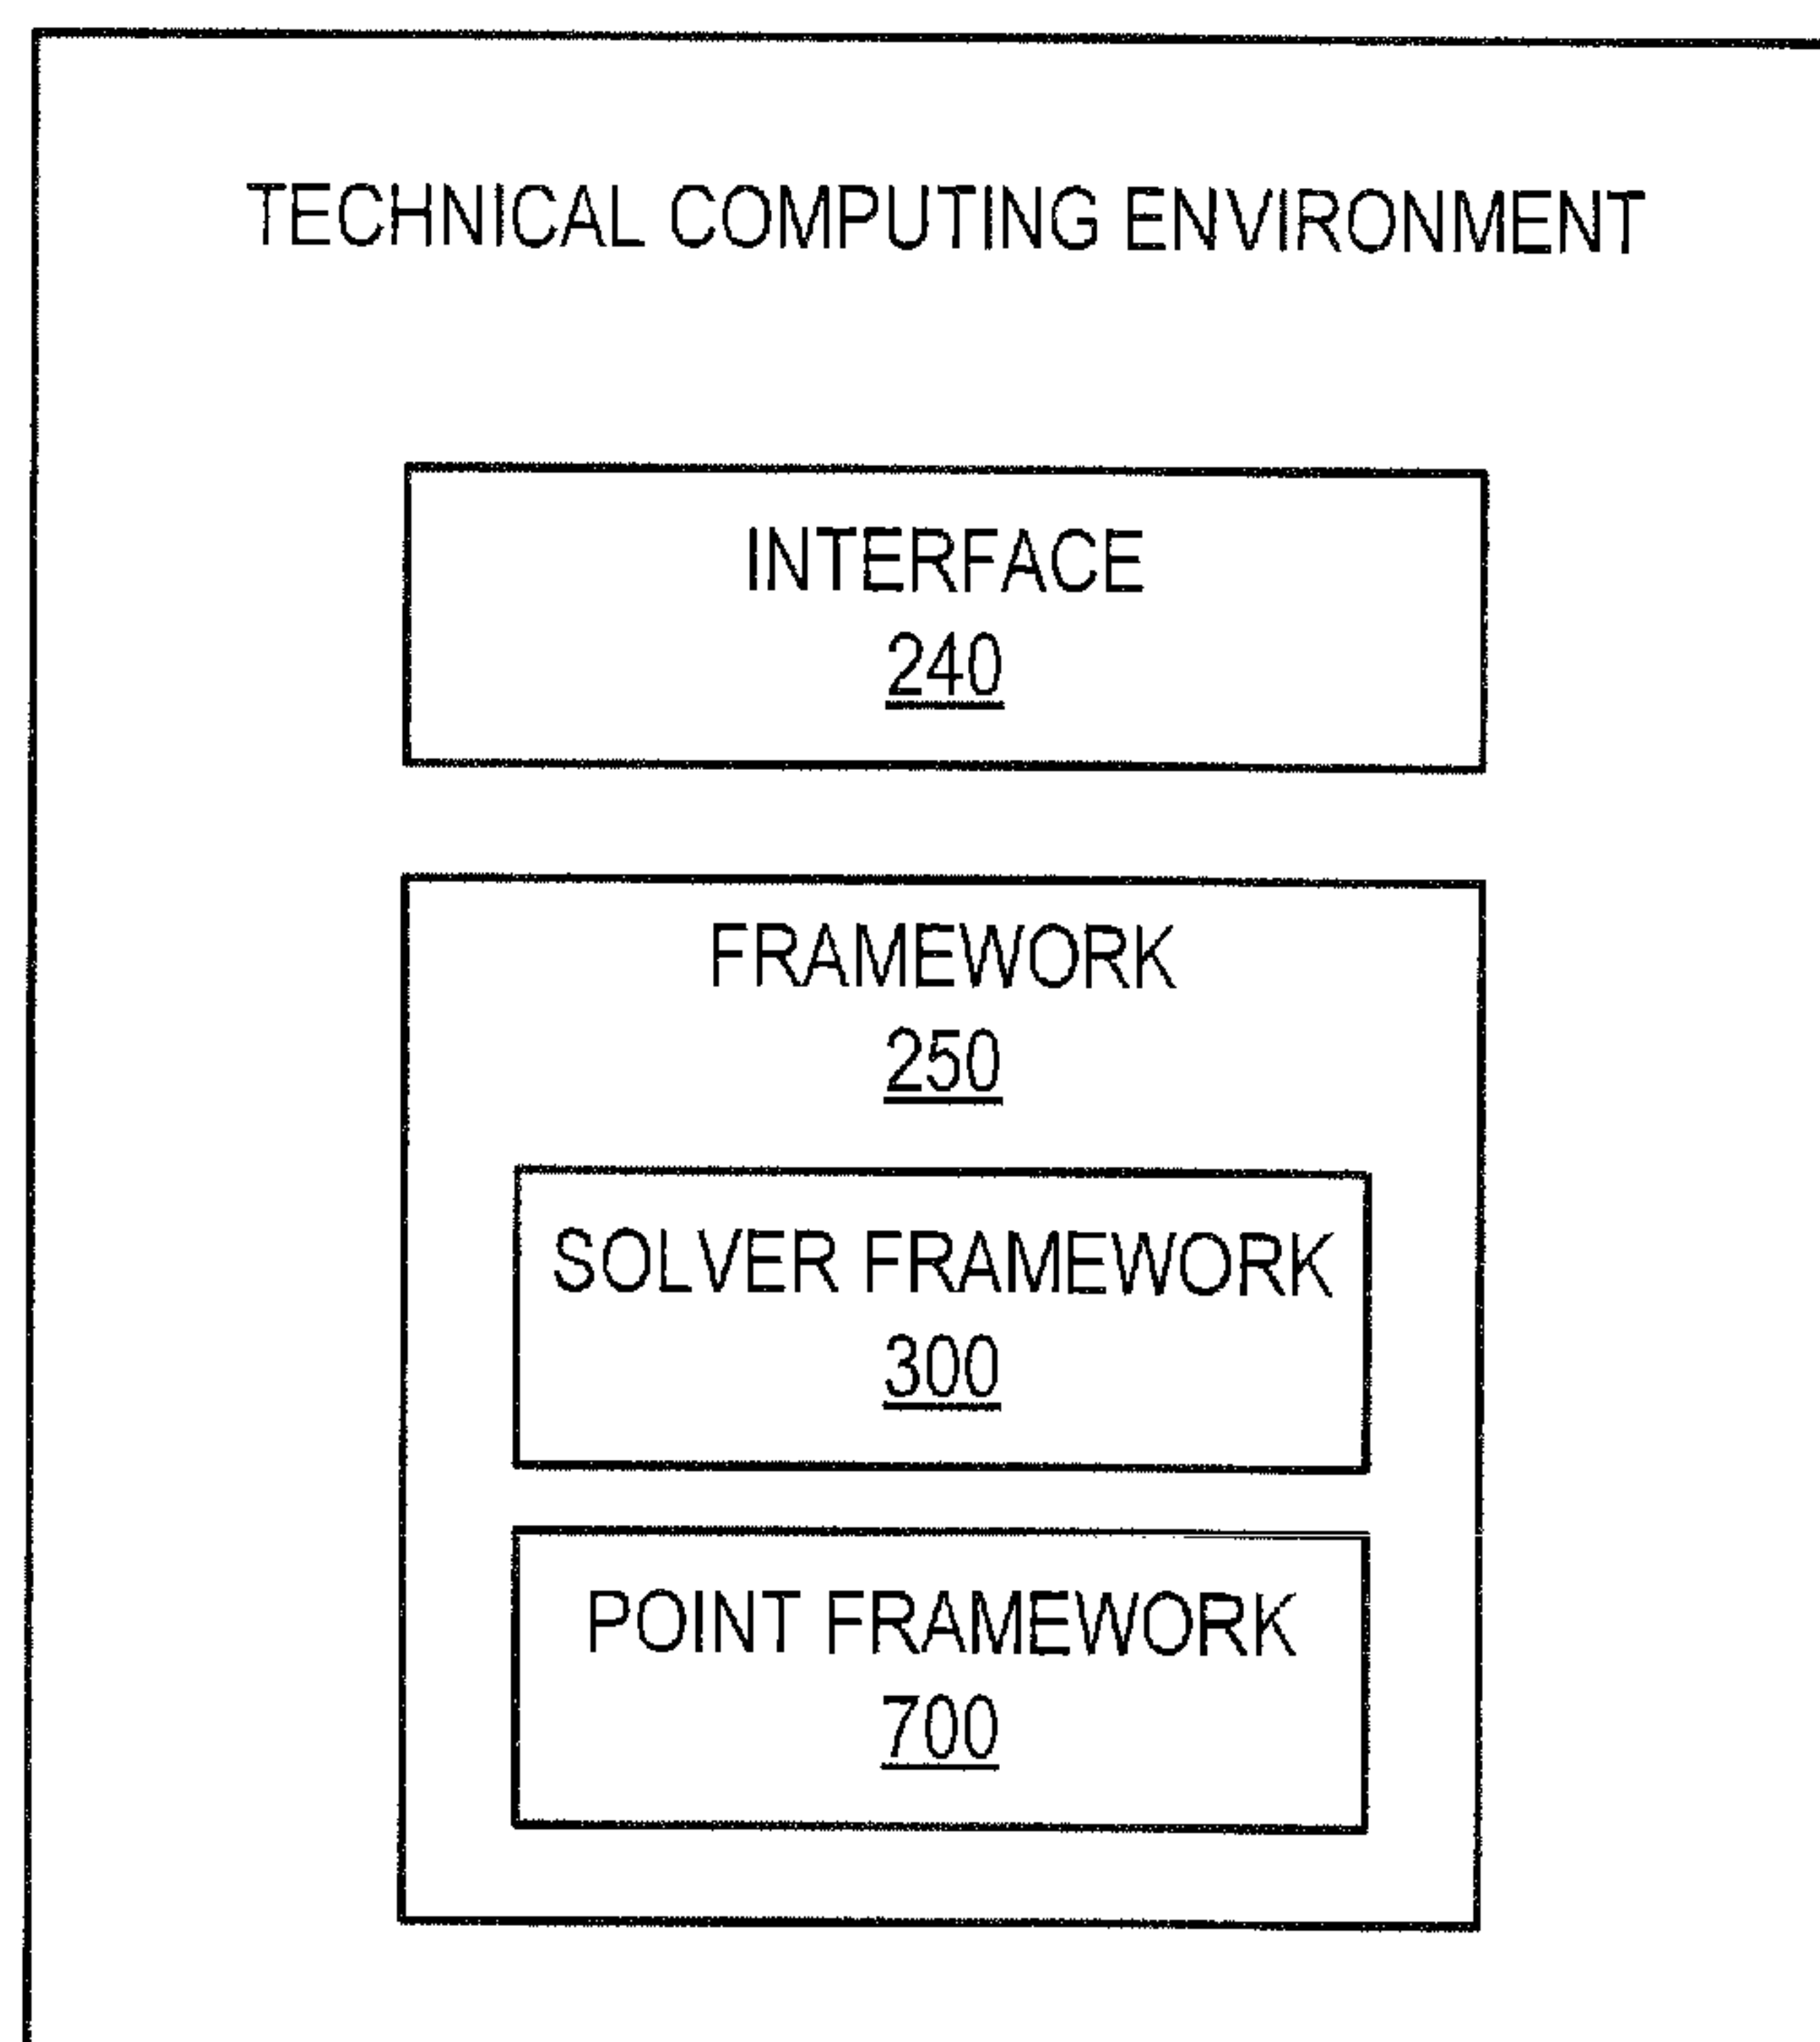 TECHNICAL COMPUTING ENVIRONMENT
INTERFACE
240
FRAMEWORK
250
SOLVER FRAMEWORK
300
POINT FRAMEWORK
700